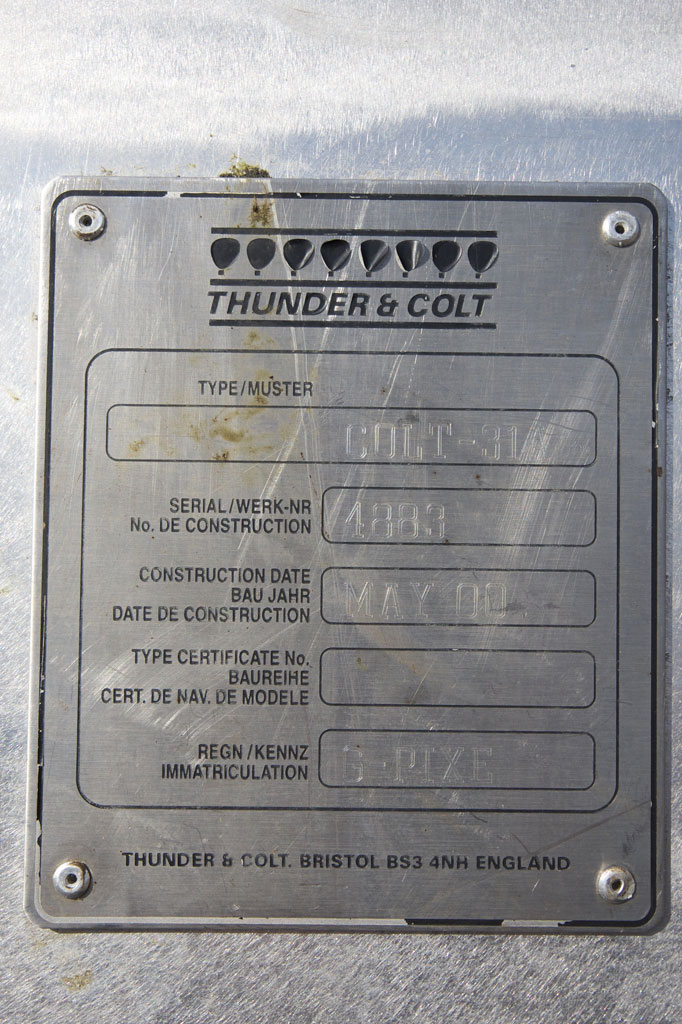 THUNDER & COLT
TYPE/MUSTER
COLT-31A
SERIAL/WERK-NR
No. DE CONSTRUCTION
4883
CONSTRUCTION DATE
BAU JAHR
DATE DE CONSTRUCTION
MAY 00
TYPE CERTIFICATE No.
BAUREIHE
CERT. DE NAV. DE MODELE
REGN/KENNZ
IMMATRICULATION
G-PIXE
THUNDER & COLT. BRISTOL BS3 4NH ENGLAND